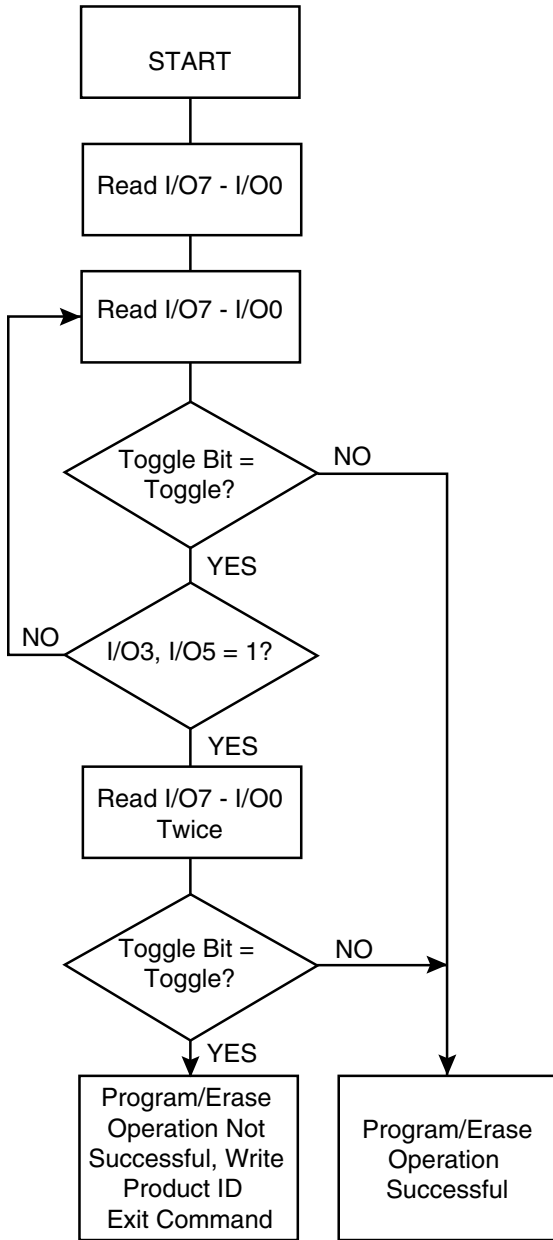 START
Read I/O7 - I/O0
Read I/O7 - I/O0
Toggle Bit =
Toggle?
NO
YES
NO
I/O3, I/O5 = 1?
YES
Read I/O7 - I/O0
Twice
Toggle Bit =
Toggle?
NO
YES
Program/Erase
Operation Not
Successful, Write
Product ID
Exit Command
Program/Erase
Operation
Successful